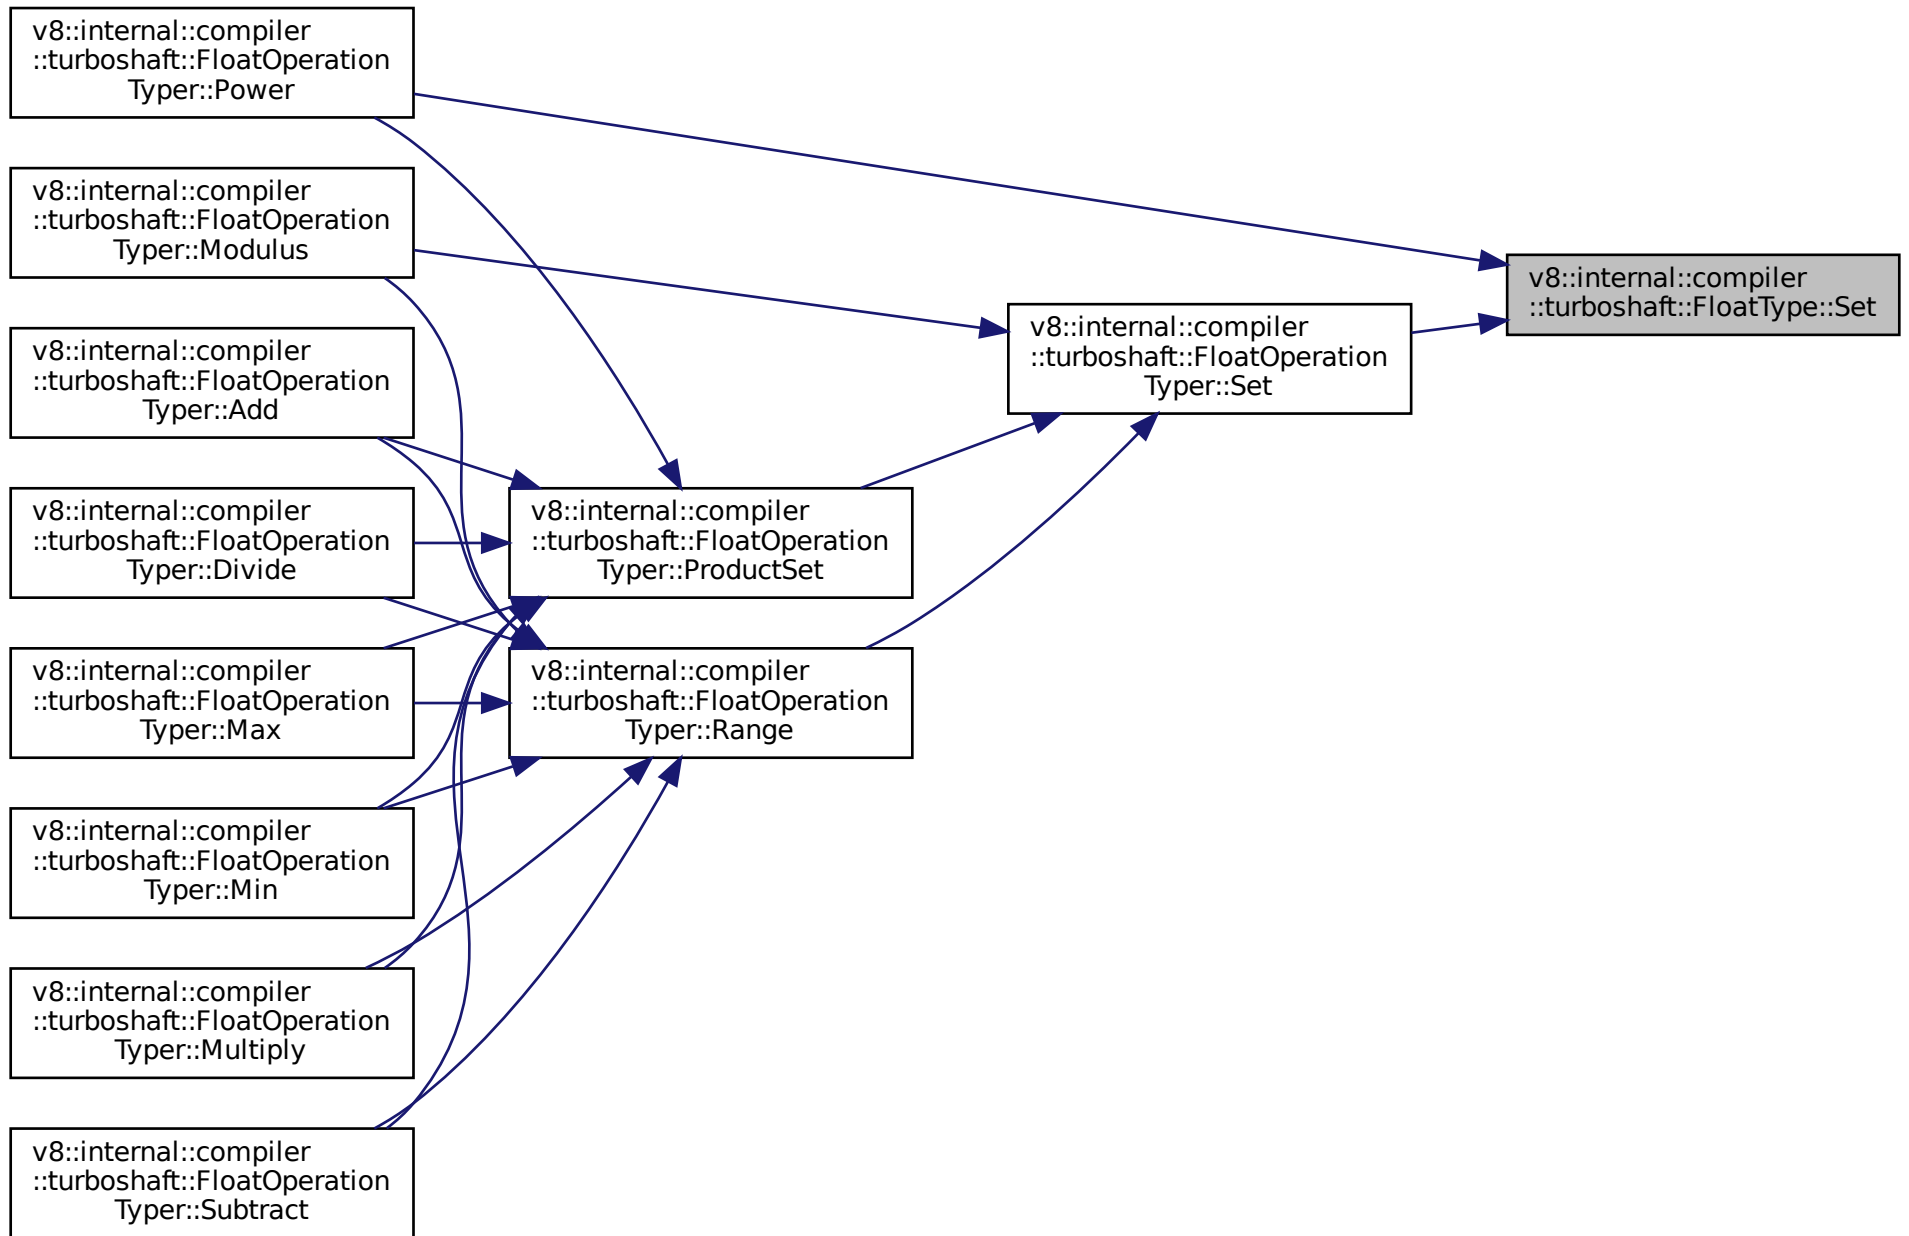 v8::internal::compiler
::turboshaft::FloatOperation
Typer::Power
v8::internal::compiler
::turboshaft::FloatOperation
Typer::Modulus
v8::internal::compiler
::turboshaft::FloatOperation
Typer::Add
v8::internal::compiler
::turboshaft::FloatOperation
Typer::Divide
v8::internal::compiler
::turboshaft::FloatOperation
Typer::Max
v8::internal::compiler
::turboshaft::FloatOperation
Typer::Min
v8::internal::compiler
::turboshaft::FloatOperation
Typer::Multiply
v8::internal::compiler
::turboshaft::FloatOperation
Typer::Subtract
v8::internal::compiler
::turboshaft::FloatOperation
Typer::ProductSet
v8::internal::compiler
::turboshaft::FloatOperation
Typer::Range
v8::internal::compiler
::turboshaft::FloatOperation
Typer::Set
v8::internal::compiler
::turboshaft::FloatType::Set